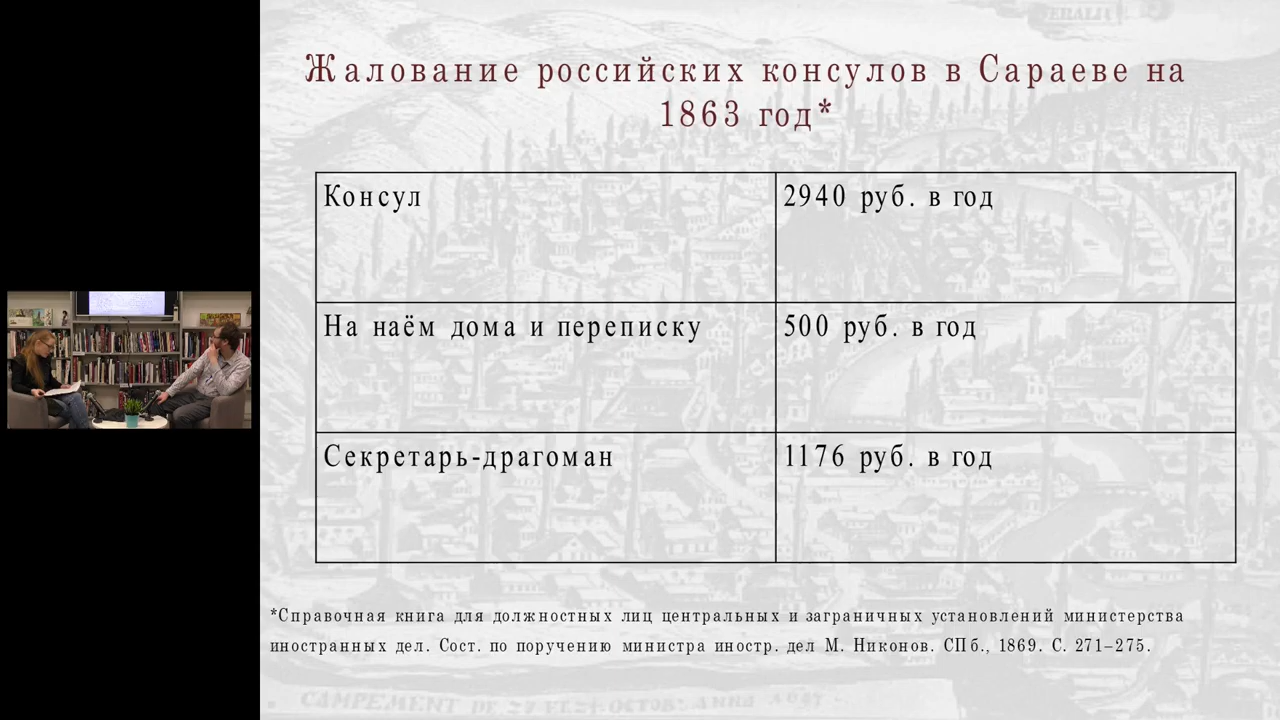 Жалование российских консулов в Сараеве на
1863 год*
Консул
2940 руб. в год
На наём дома и переписку
500 руб. в год
Секретарь-драгоман
1176 руб. в год
*Справочная книга для должностных лиц центральных и заграничных установлений министерства
иностранных дел. Сост. по поручению министра иностр. дел М. Никонов. СПб., 1869. С. 271–275.
CAMPEMENT DE